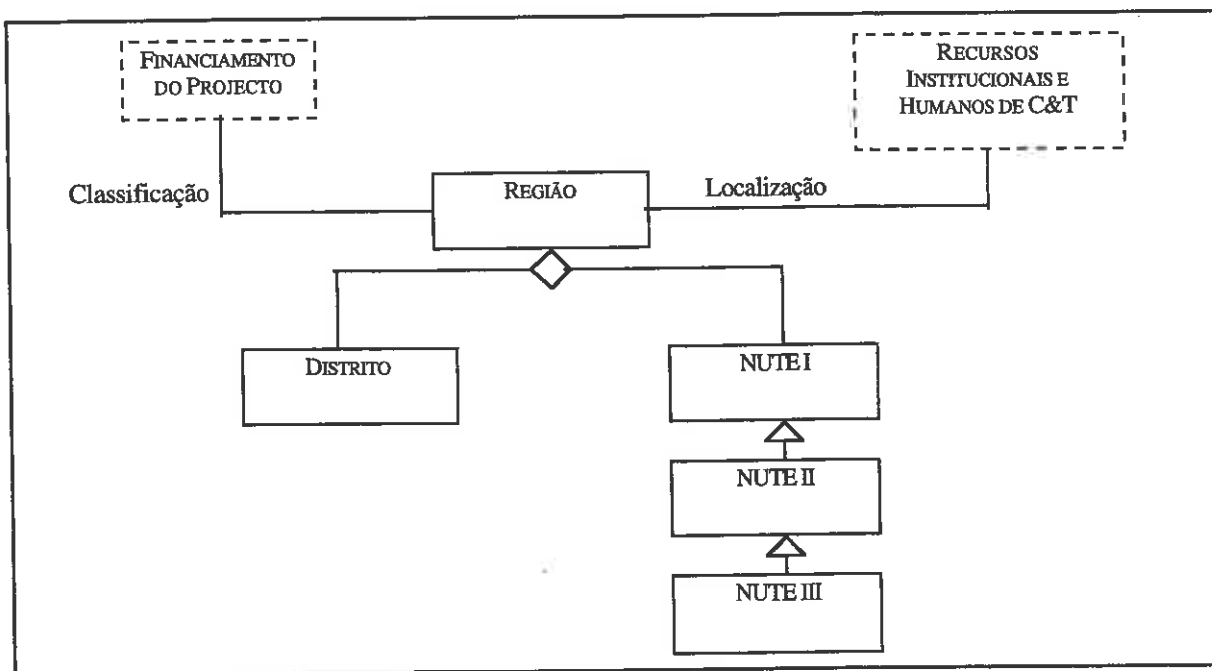 FINANCIAMENTO
DO PROJECTO
RECURSOS
INSTITUCIONAIS E
HUMANOS DE C&T
Classificação
REGIÃO
Localização
DISTRITO
NUTE I
NUTE II
NUTE III